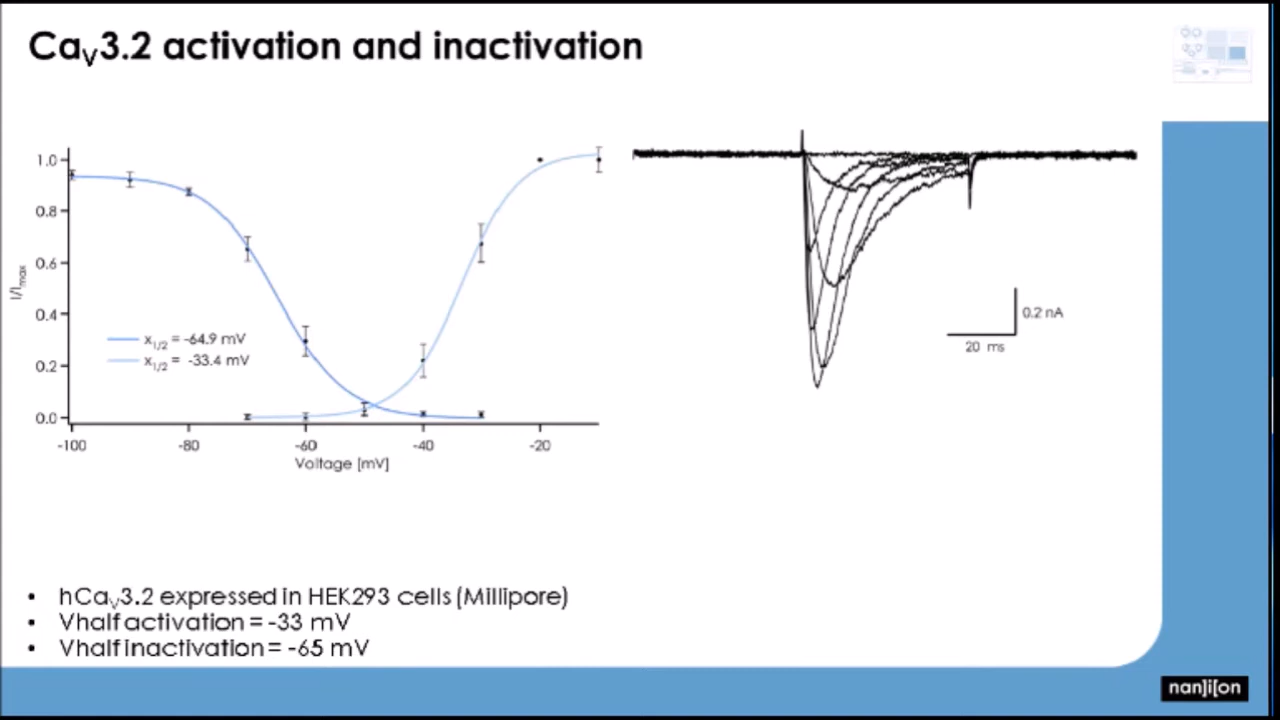 Cav3.2 activation and inactivation
1.0
0.8
0.6
0.4
0.2
0.0
I/Imax
x1/2 = -64.9 mV
x1/2 = -33.4 mV
-100
-80
-60
-40
-20
Voltage [mV]
0.2 nA
20 ms
• hCav3.2 expressed in HEK293 cells (Millipore)
• Vhalf activation = -33 mV
• Vhalf inactivation = -65 mV
nan]i[on